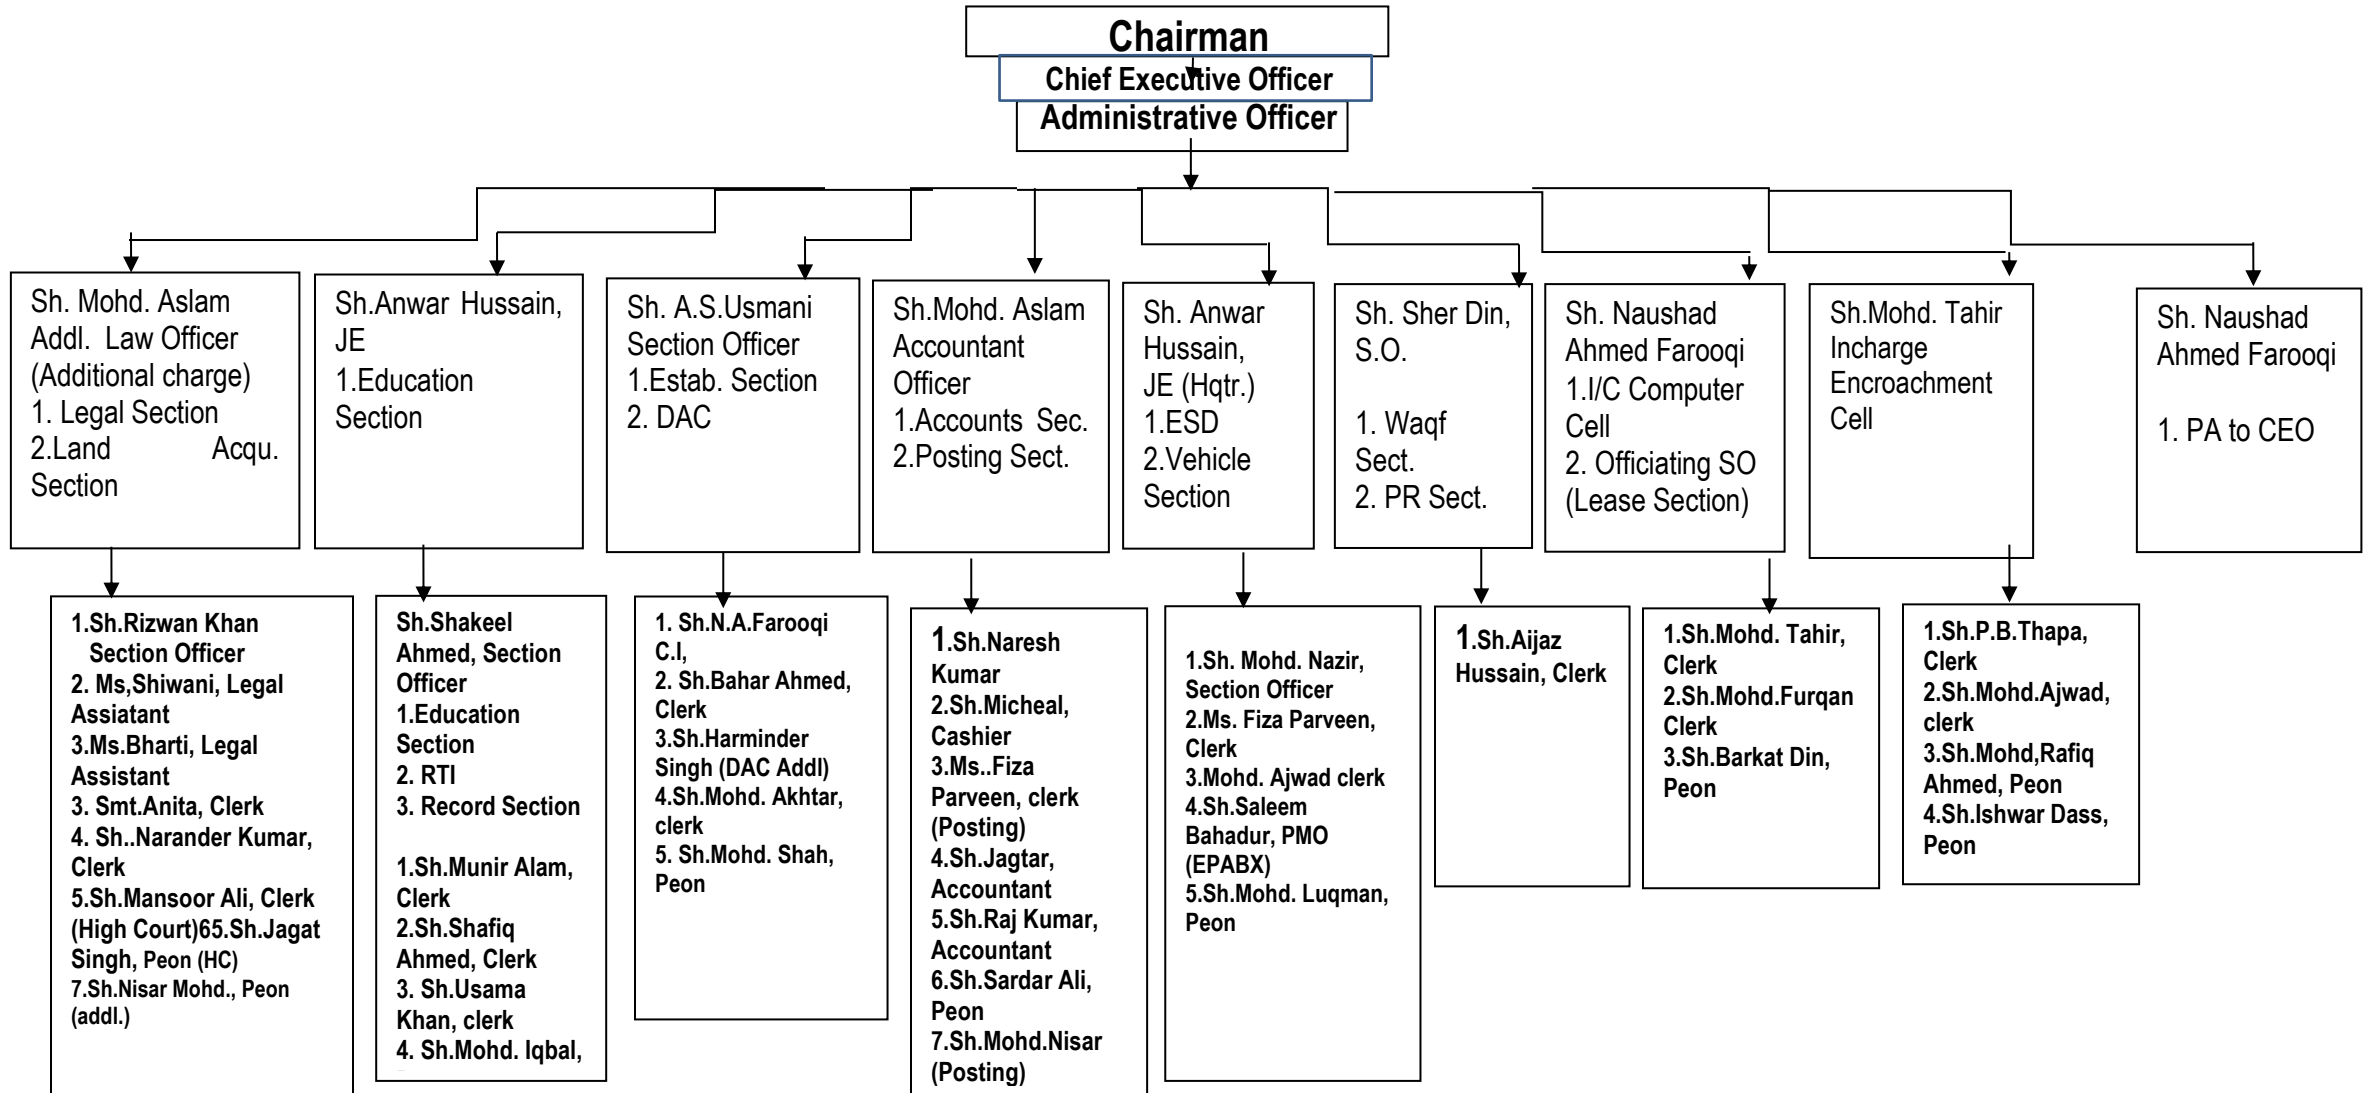 Chairman
Chief Executive Officer
Administrative Officer
Sh. Mohd. Aslam
Addl. Law Officer
(Additional charge)
1. Legal Section
2.Land Acqu.
Section
Sh.Anwar Hussain,
JE
1.Education
Section
Sh. A.S.Usmani
Section Officer
1.Estab. Section
2. DAC
Sh.Mohd. Aslam
Accountant
Officer
1.Accounts Sec.
2.Posting Sect.
Sh. Anwar
Hussain,
JE (Hqtr.)
1.ESD
2.Vehicle
Section
Sh. Sher Din,
S.O.
1. Waqf
Sect.
2. PR Sect.
Sh. Naushad
Ahmed Farooqi
1.I/C Computer
Cell
2. Officiating SO
(Lease Section)
Sh.Mohd. Tahir
Incharge
Encroachment
Cell
Sh. Naushad
Ahmed Farooqi
1. PA to CEO
1.Sh.Rizwan Khan
Section Officer
2. Ms,Shiwani, Legal
Assiatant
3.Ms.Bharti, Legal
Assistant
3. Smt.Anita, Clerk
4. Sh..Narander Kumar,
Clerk
5.Sh.Mansoor Ali, Clerk
(High Court)65.Sh.Jagat
Singh, Peon (HC)
7.Sh.Nisar Mohd., Peon
(addl.)
Sh.Shakeel
Ahmed, Section
Officer
1.Education
Section
2. RTI
3. Record Section
1.Sh.Munir Alam,
Clerk
2.Sh.Shafiq
Ahmed, Clerk
3. Sh.Usama
Khan, clerk
4. Sh.Mohd. Iqbal,
1. Sh.N.A.Farooqi
C.I,
2. Sh.Bahar Ahmed,
Clerk
3.Sh.Harminder
Singh (DAC Addl)
4.Sh.Mohd. Akhtar,
clerk
5. Sh.Mohd. Shah,
Peon
1.Sh.Naresh
Kumar
2.Sh.Micheal,
Cashier
3.Ms..Fiza
Parveen, clerk
(Posting)
4.Sh.Jagtar,
Accountant
5.Sh.Raj Kumar,
Accountant
6.Sh.Sardar Ali,
Peon
7.Sh.Mohd.Nisar
(Posting)
1.Sh. Mohd. Nazir,
Section Officer
2.Ms. Fiza Parveen,
Clerk
3.Mohd. Ajwad clerk
4.Sh.Saleem
Bahadur, PMO
(EPABX)
5.Sh.Mohd. Luqman,
Peon
1.Sh.Aijaz
Hussain, Clerk
1.Sh.Mohd. Tahir,
Clerk
2.Sh.Mohd.Furqan
Clerk
3.Sh.Barkat Din,
Peon
1.Sh.P.B.Thapa,
Clerk
2.Sh.Mohd.Ajwad,
clerk
3.Sh.Mohd,Rafiq
Ahmed, Peon
4.Sh.Ishwar Dass,
Peon